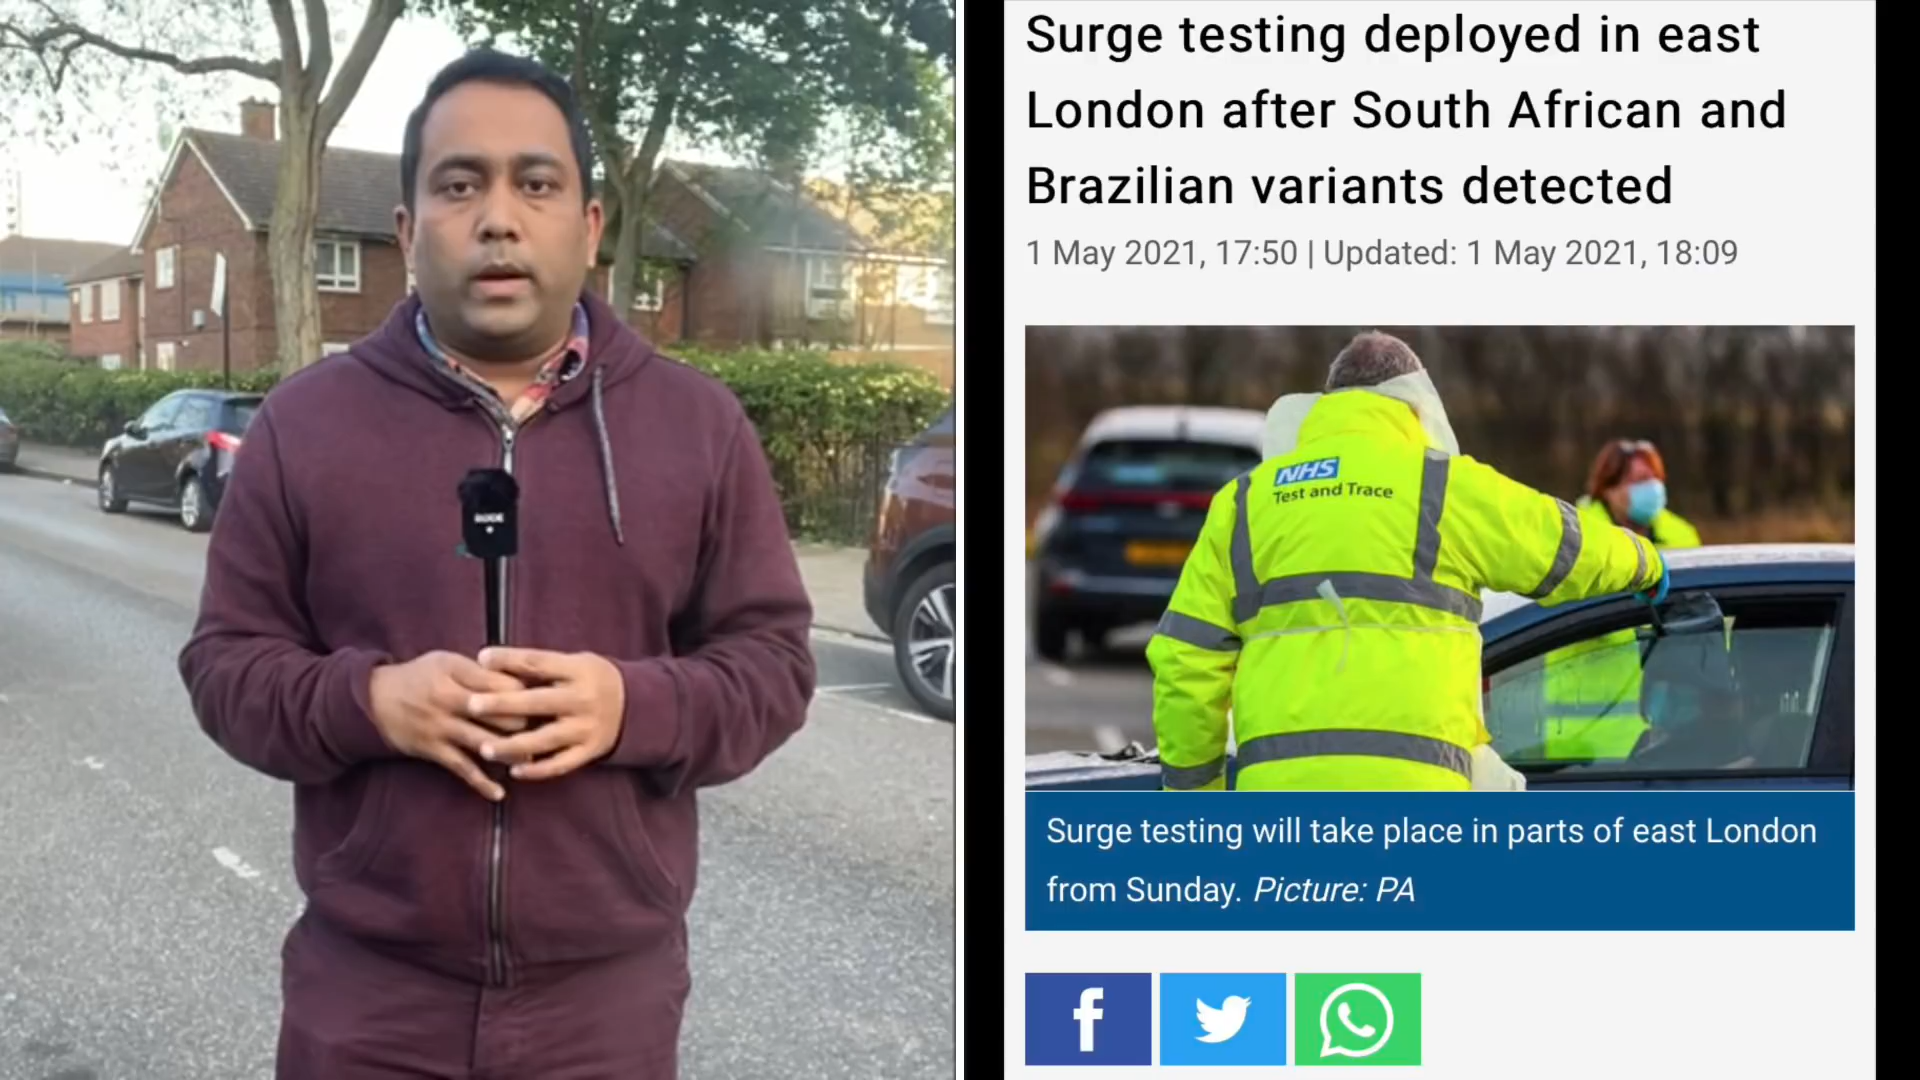 Surge testing deployed in east
London after South African and
Brazilian variants detected
1 May 2021, 17:50 | Updated: 1 May 2021, 18:09
NHS
Test and Trace
Surge testing will take place in parts of east London
from Sunday. Picture: PA